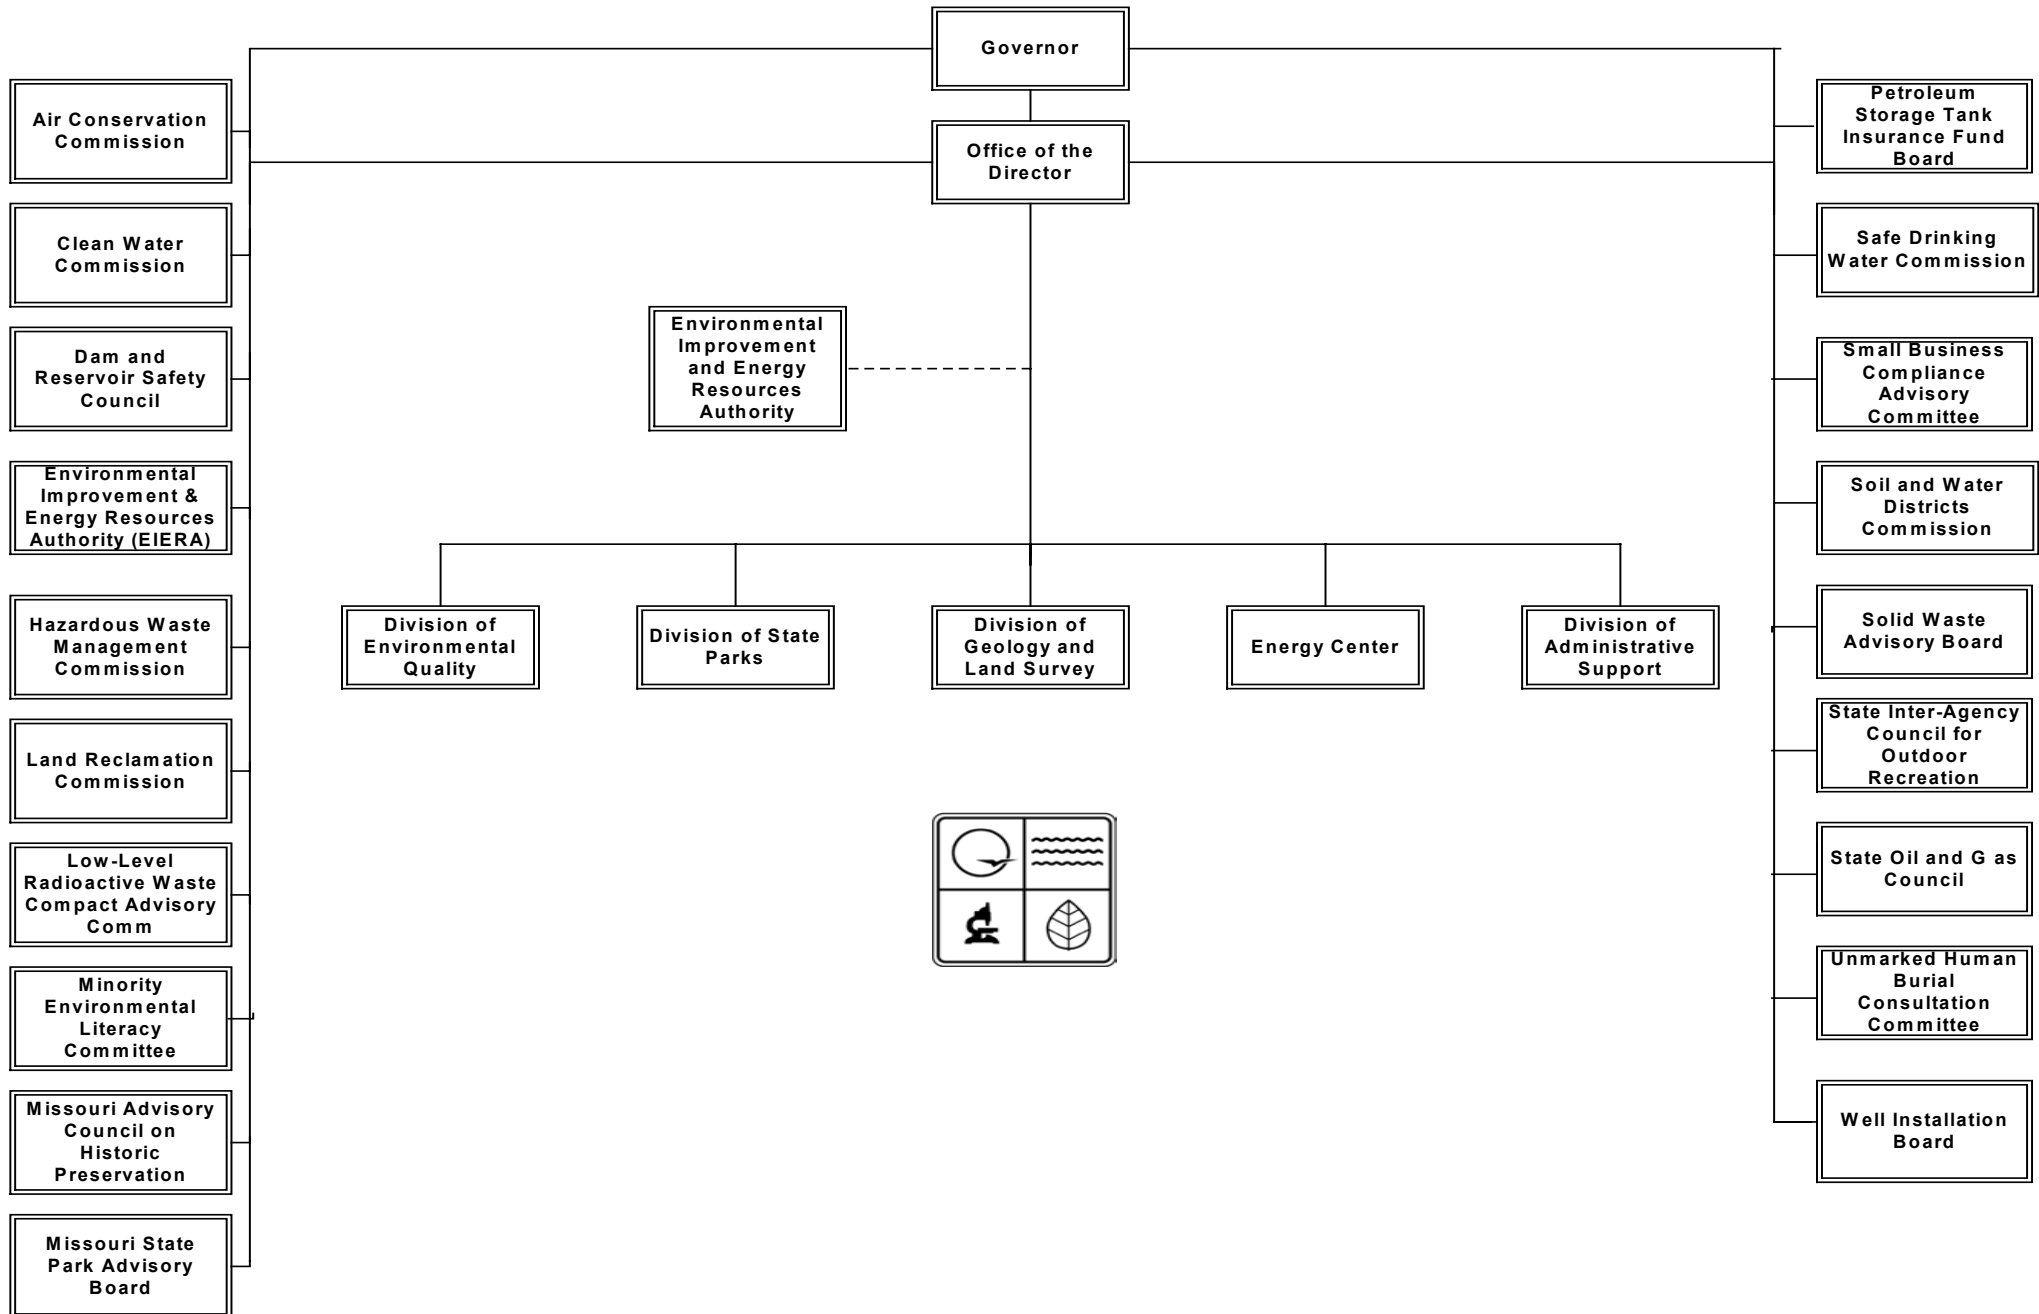 Governor
Office of the
Director
Air Conservation
Commission
Clean Water
Commission
Dam and
Reservoir Safety
Council
Environmental
Improvement &
Energy Resources
Authority (EIERA)
Hazardous Waste
Management
Commission
Land Reclamation
Commission
Low-Level
Radioactive Waste
Compact Advisory
Comm
Minority
Environmental
Literacy
Committee
Missouri Advisory
Council on
Historic
Preservation
Missouri State
Park Advisory
Board
Environmental
Improvement
and Energy
Resources
Authority
Division of
Environmental
Quality
Division of State
Parks
Division of
Geology and
Land Survey
Energy Center
Division of
Administrative
Support
Petroleum
Storage Tank
Insurance Fund
Board
Safe Drinking
Water Commission
Small Business
Compliance
Advisory
Committee
Soil and Water
Districts
Commission
Solid Waste
Advisory Board
State Inter-Agency
Council for
Outdoor
Recreation
State Oil and G as
Council
Unmarked Human
Burial
Consultation
Committee
Well Installation
Board